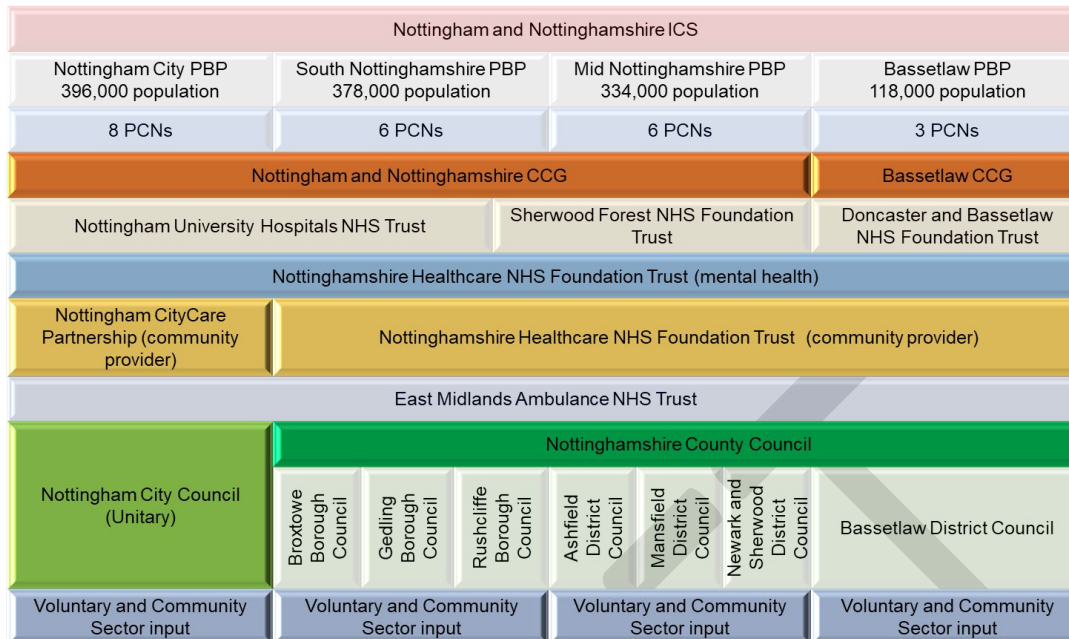 Nottingham and Nottinghamshire ICS
Nottingham City PBP
396,000 population
South Nottinghamshire PBP
378,000 population
Mid Nottinghamshire PBP
334,000 population
Bassetlaw PBP
118,000 population
8 PCNs
6 PCNs
6 PCNs
3 PCNs
Nottingham and Nottinghamshire CCG
Bassetlaw CCG
Nottingham University Hospitals NHS Trust
Sherwood Forest NHS Foundation
Trust
Doncaster and Bassetlaw
NHS Foundation Trust
Nottinghamshire Healthcare NHS Foundation Trust (mental health)
Nottingham CityCare
Partnership (community
provider)
Nottinghamshire Healthcare NHS Foundation Trust (community provider)
East Midlands Ambulance NHS Trust
Nottingham City Council
(Unitary)
Nottinghamshire County Council
Broxtowe
Borough
Council
Gedling
Borough
Council
Rushcliffe
Borough
Council
Ashfield
District
Council
Mansfield
District
Council
Newark and
Sherwood
District
Council
Bassetlaw District Council
Voluntary and Community
Sector input
Voluntary and Community
Sector input
Voluntary and Community
Sector input
Voluntary and Community
Sector input